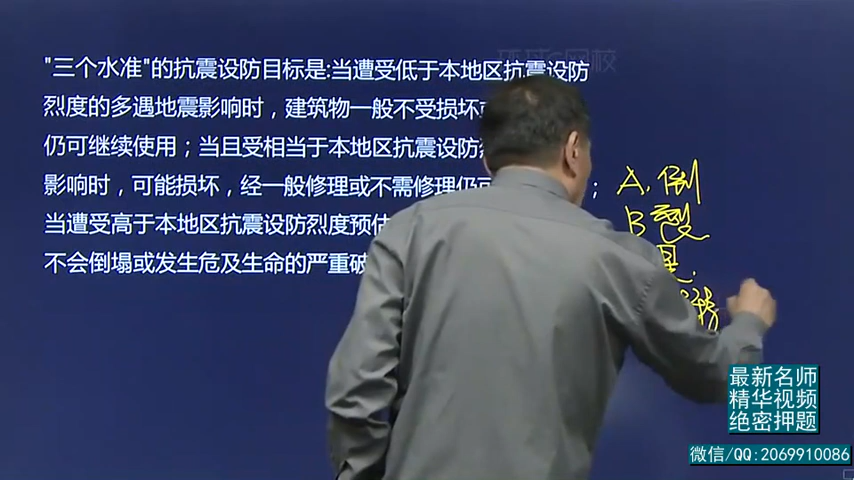 "三个水准"的抗震设防目标是:当遭受低于本地区抗震设防
烈度的多遇地震影响时，建筑物一般不受损坏或
仍可继续使用；当且受相当于本地区抗震设防烈
影响时，可能损坏，经一般修理或不需修理仍可 ；
当遭受高于本地区抗震设防烈度预估
不会倒塌或发生危及生命的严重破
A.倒
B 裂
最新名师
精华视频
绝密押题
微信/QQ:2069910086